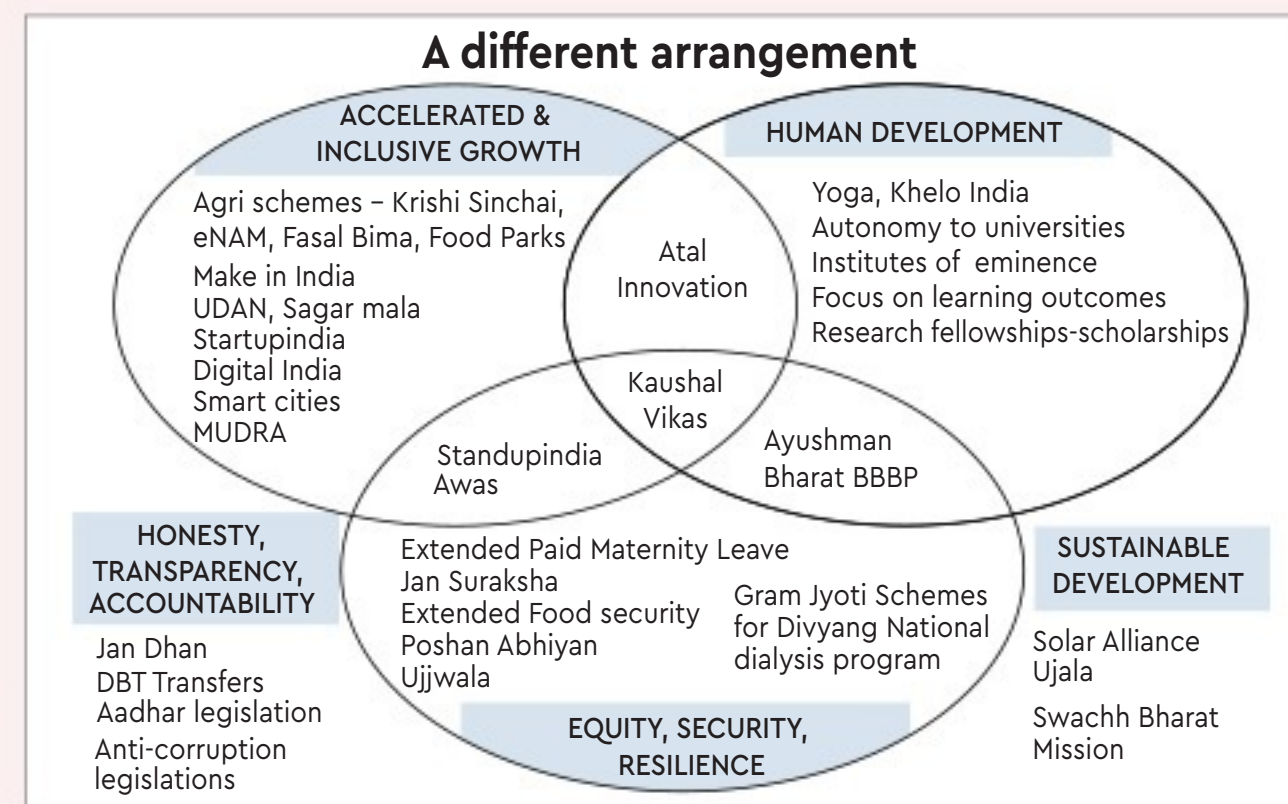 A different arrangement
ACCELERATED &
INCLUSIVE GROWTH
Agri schemes – Krishi Sinchai,
eNAM, Fasal Bima, Food Parks
Make in India
UDAN, Sagar mala
Startupindia
Digital India
Smart cities
MUDRA
Atal
Innovation
HUMAN DEVELOPMENT
Yoga, Khelo India
Autonomy to universities
Institutes of eminence
Focus on learning outcomes
Research fellowships-scholarships
Kaushal
Vikas
Standupindia
Awas
Ayushman
Bharat BBBP
HONESTY,
TRANSPARENCY,
ACCOUNTABILITY
Jan Dhan
DBT Transfers
Aadhar legislation
Anti-corruption
legislations
Extended Paid Maternity Leave
Jan Suraksha
Extended Food security
Poshan Abhiyan
Ujjwala
Gram Jyoti Schemes
for Divyang National
dialysis program
EQUITY, SECURITY,
RESILIENCE
SUSTAINABLE
DEVELOPMENT
Solar Alliance
Ujala
Swachh Bharat
Mission